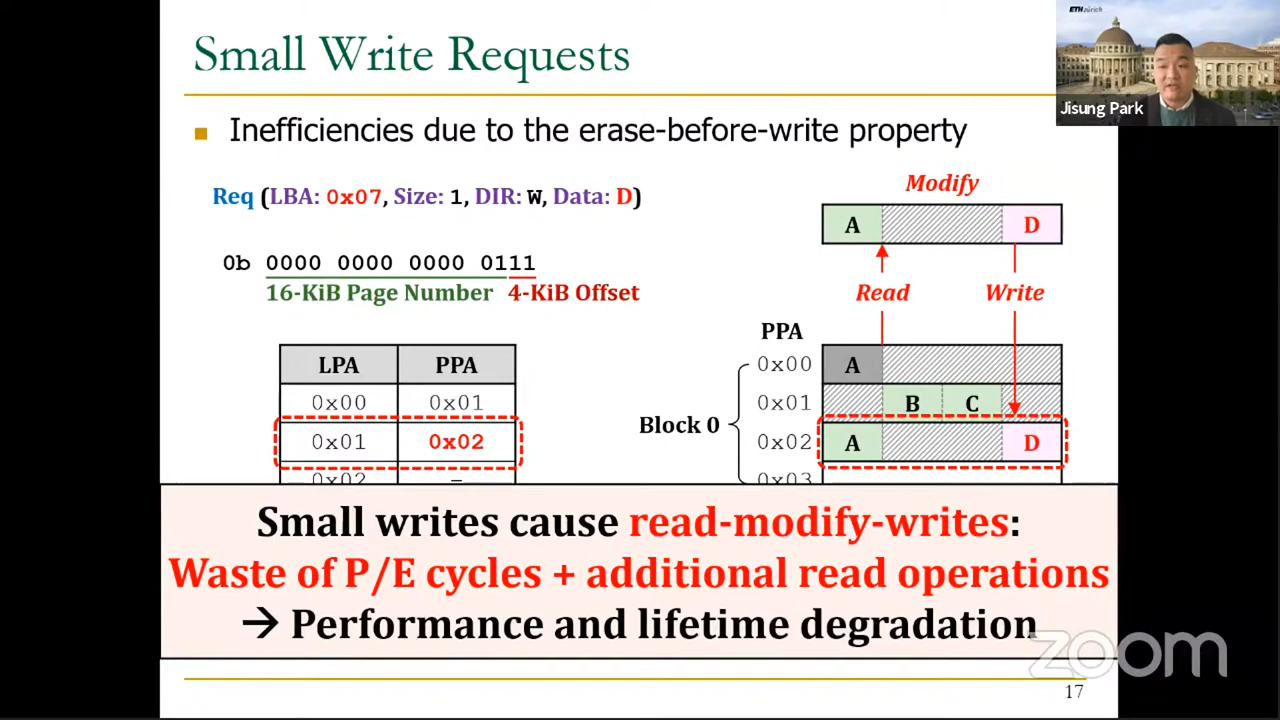 Small Write Requests
ETH zürich
Jisung Park
Inefficiencies due to the erase-before-write property
Req (LBA: 0x07, Size: 1, DIR: W, Data: D)
0b 0000 0000 0000 0111
16-KiB Page Number 4-KiB Offset
Modify
A D
Read Write
LPA PPA
0x00 0x01
0x01 0x02
0x02 –
PPA
Block 0
0x00 A
0x01 B C
0x02 A D
0x03
Small writes cause read-modify-writes:
Waste of P/E cycles + additional read operations
→ Performance and lifetime degradation
zoom
17